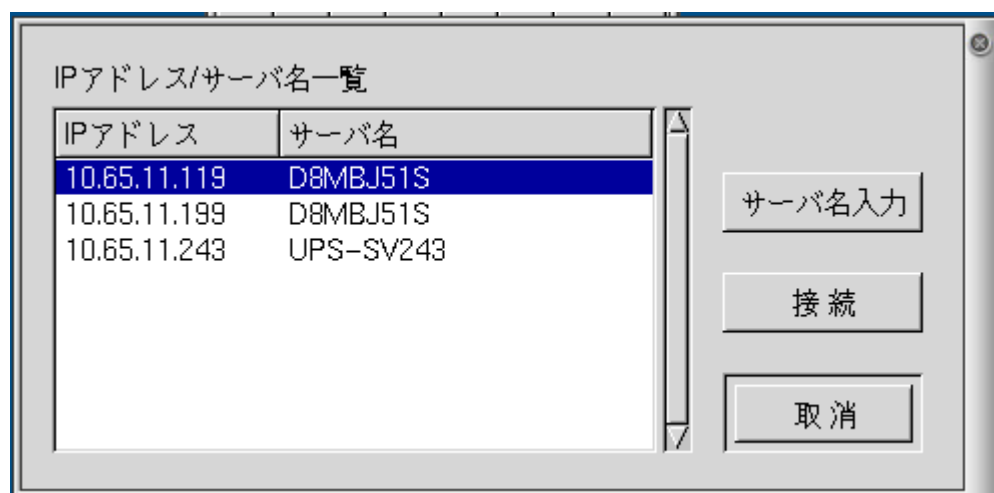 IPアドレス/サーバ名一覧
IPアドレス サーバ名
10.65.11.119 D8MBJ51S
10.65.11.199 D8MBJ51S
10.65.11.243 UPS-SV243
サーバ名入力
接続
取消